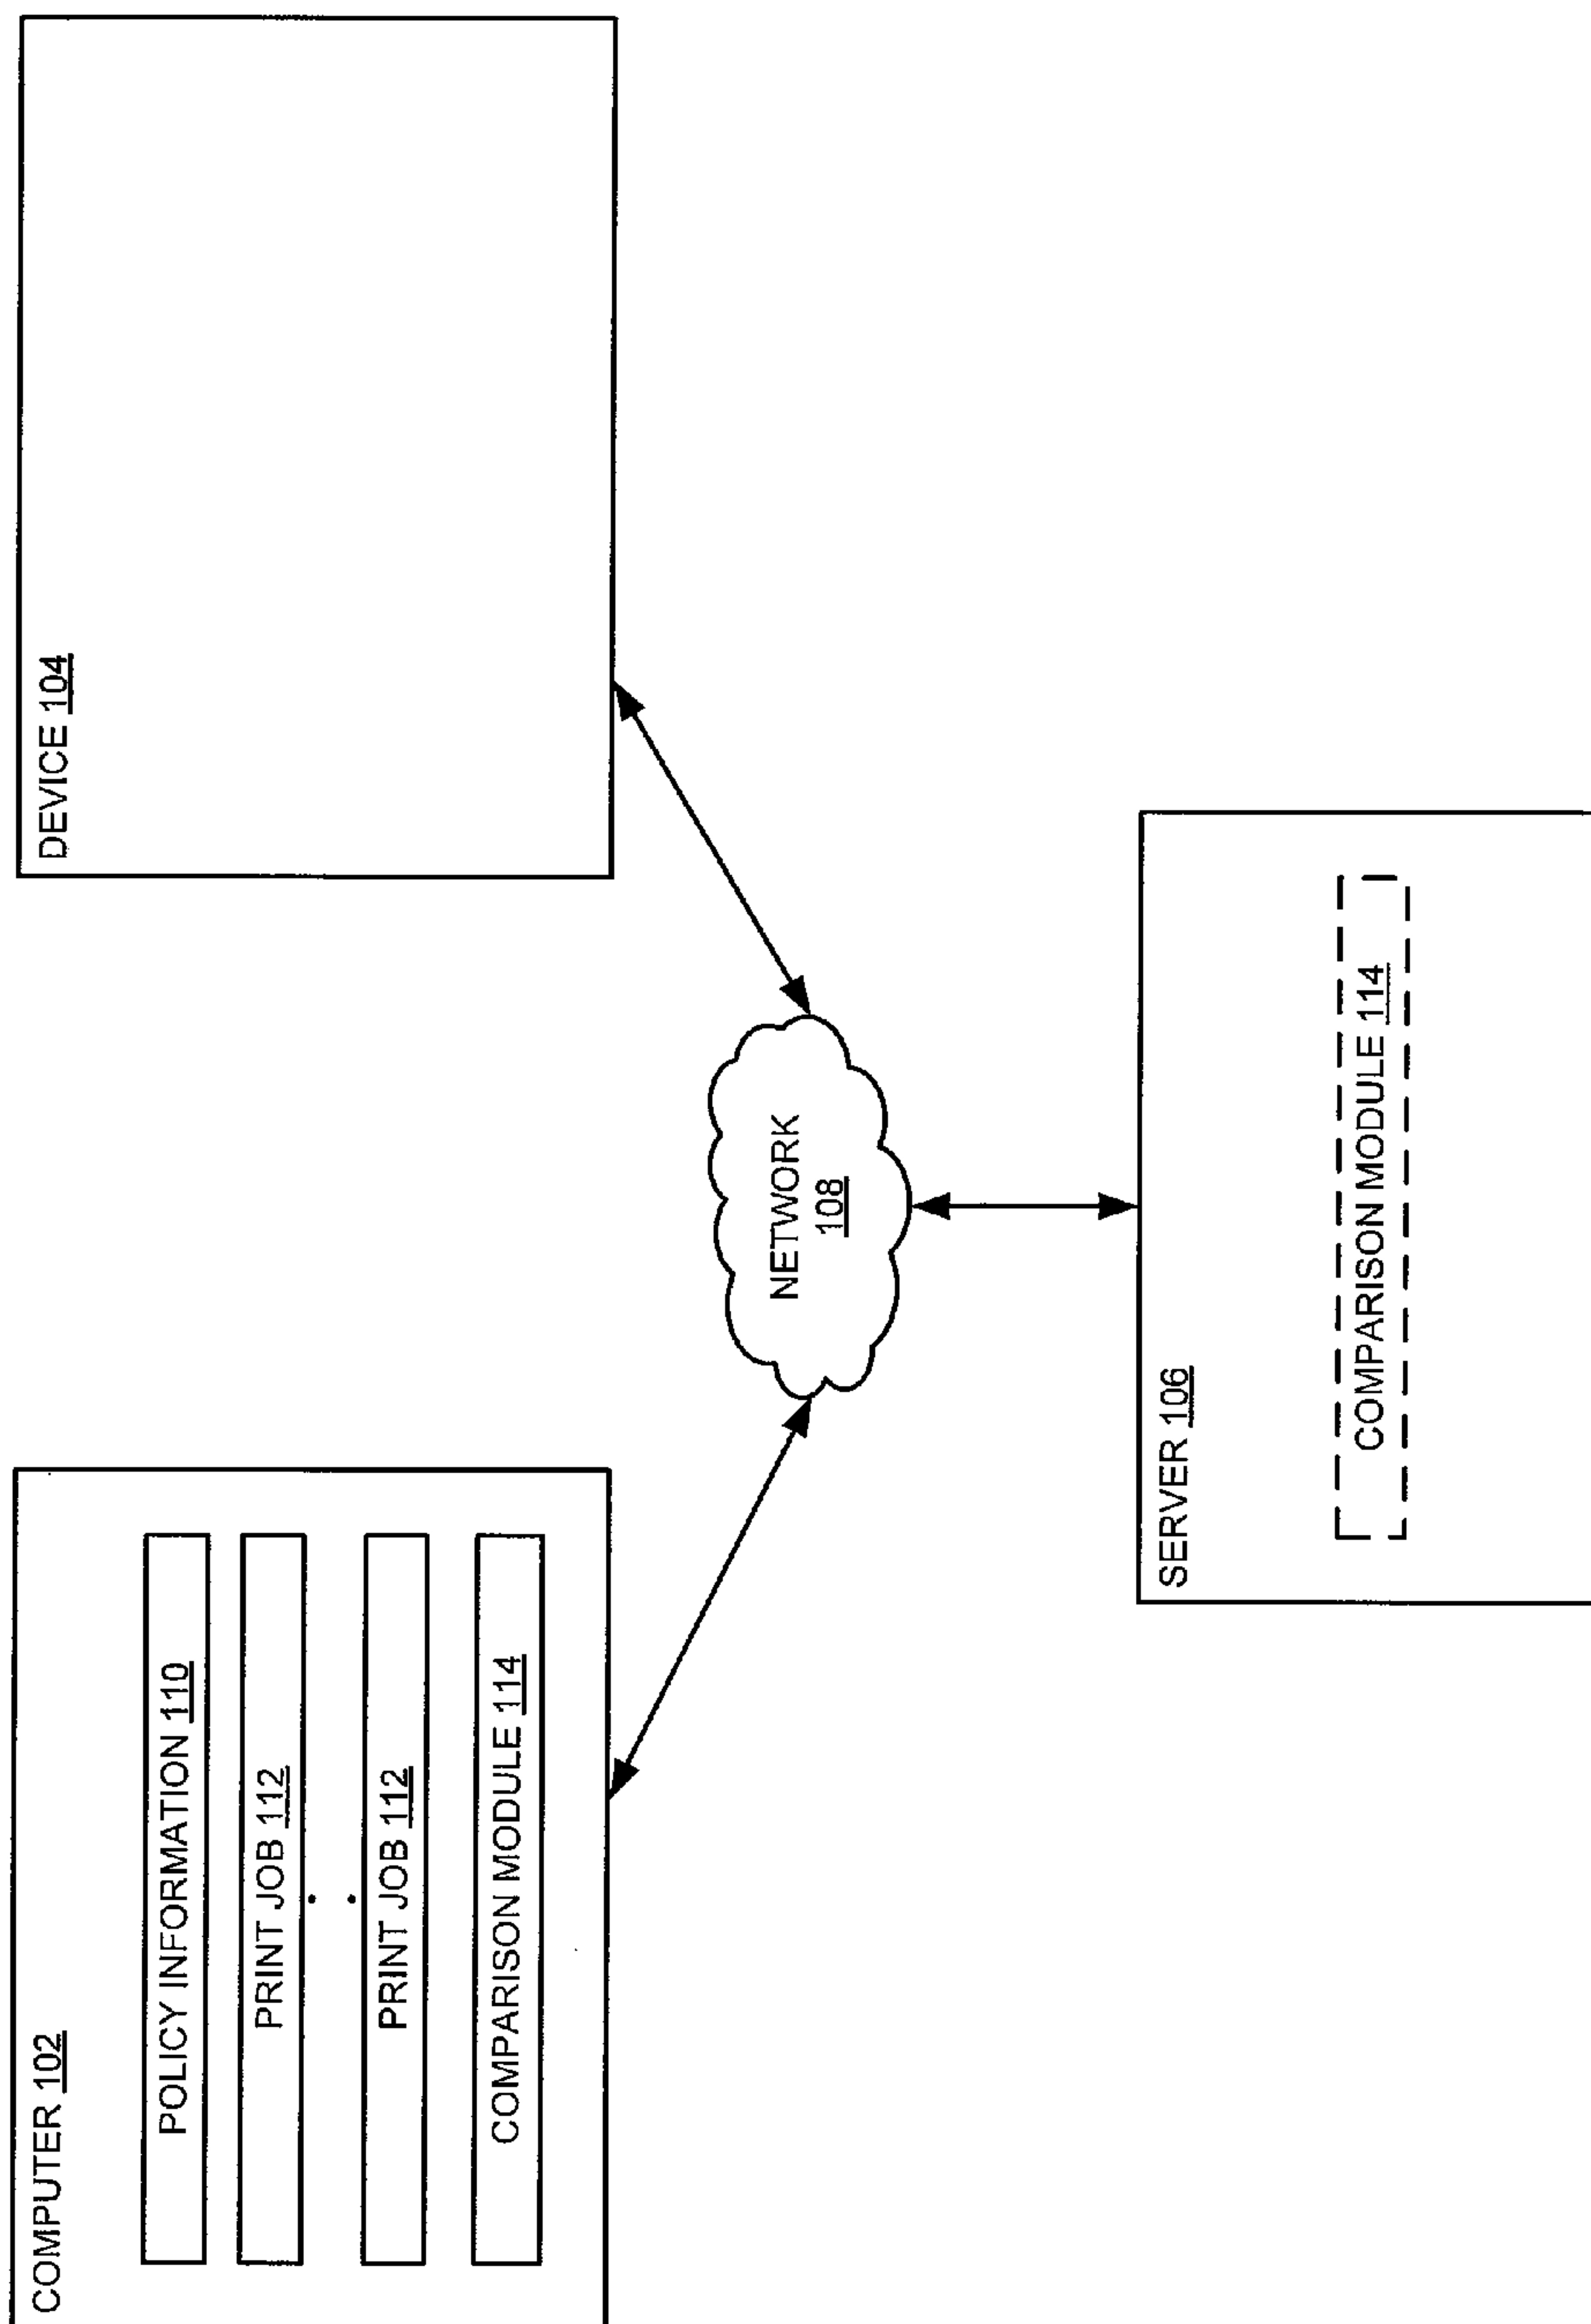 COMPUTER 102
POLICY INFORMATION 110
PRINT JOB 112
PRINT JOB 112
COMPARISON MODULE 114
NETWORK
108
DEVICE 104
SERVER 106
COMPARISON MODULE 114